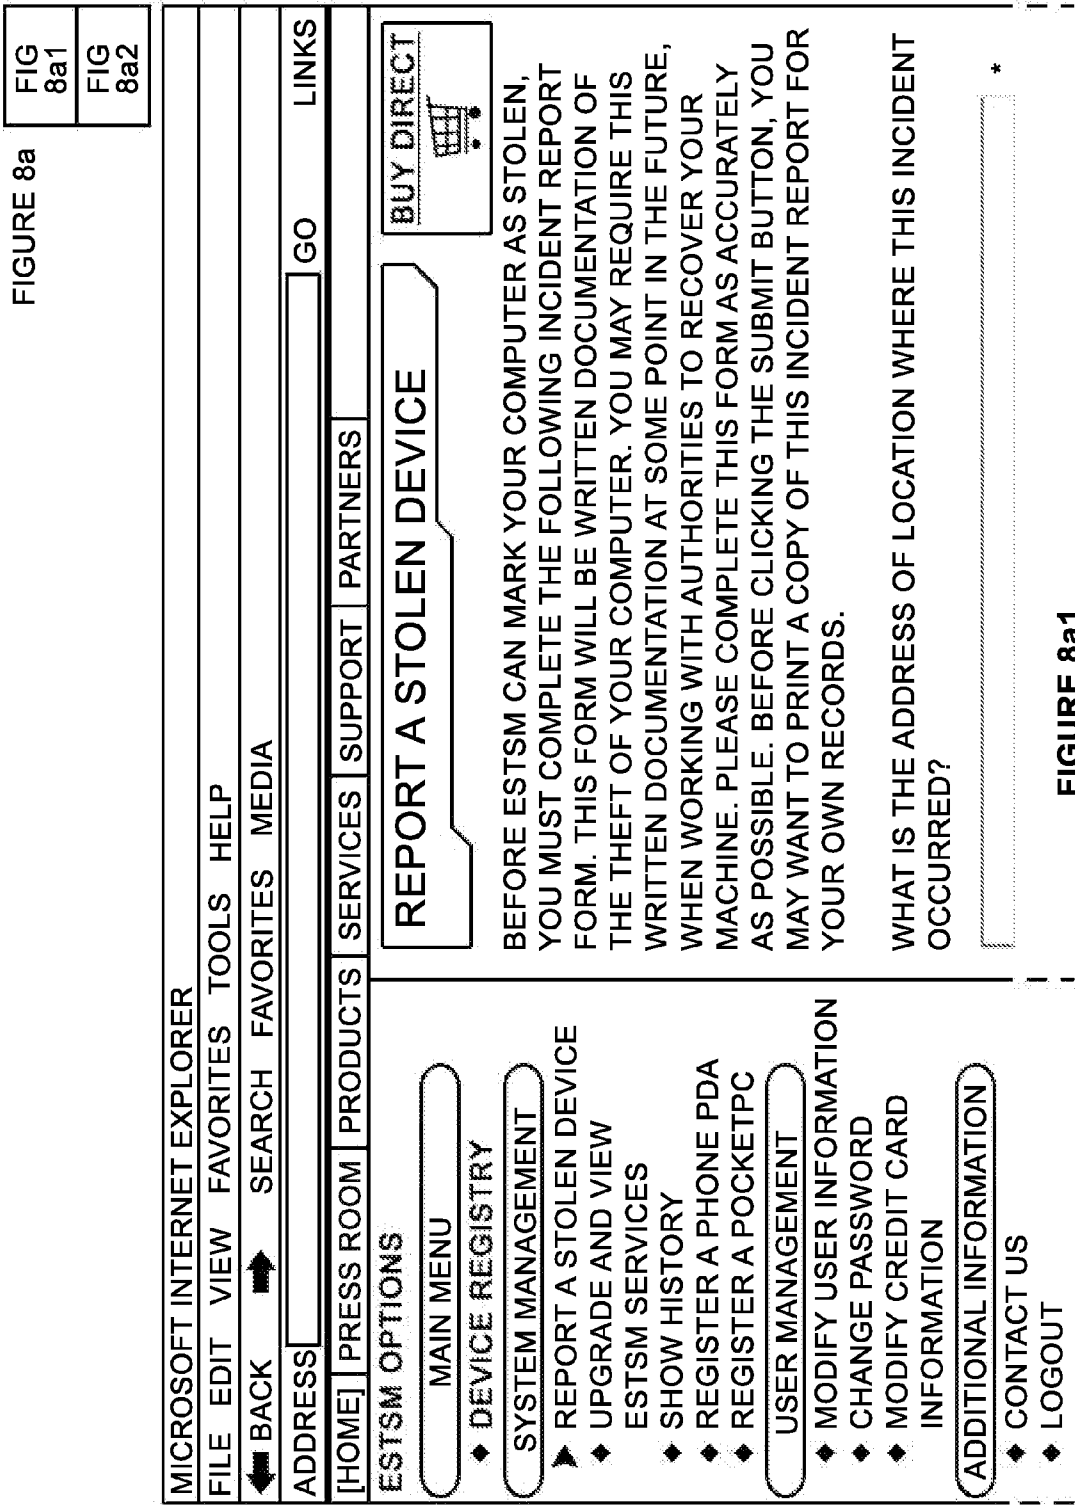 FIGURE 8a
FIG
8a1
FIG
8a2
MICROSOFT INTERNET EXPLORER
FILE EDIT VIEW FAVORITES TOOLS HELP
BACK SEARCH FAVORITES MEDIA
ADDRESS GO LINKS
[HOME] PRESS ROOM PRODUCTS SERVICES SUPPORT PARTNERS
ESTSM OPTIONS
MAIN MENU
◆ DEVICE REGISTRY
SYSTEM MANAGEMENT
➤ REPORT A STOLEN DEVICE
◆ UPGRADE AND VIEW
ESTSM SERVICES
◆ SHOW HISTORY
◆ REGISTER A PHONE PDA
◆ REGISTER A POCKETPC
USER MANAGEMENT
◆ MODIFY USER INFORMATION
◆ CHANGE PASSWORD
◆ MODIFY CREDIT CARD
INFORMATION
ADDITIONAL INFORMATION
◆ CONTACT US
◆ LOGOUT
REPORT A STOLEN DEVICE
BUY DIRECT
BEFORE ESTSM CAN MARK YOUR COMPUTER AS STOLEN,
YOU MUST COMPLETE THE FOLLOWING INCIDENT REPORT
FORM. THIS FORM WILL BE WRITTEN DOCUMENTATION OF
THE THEFT OF YOUR COMPUTER. YOU MAY REQUIRE THIS
WRITTEN DOCUMENTATION AT SOME POINT IN THE FUTURE,
WHEN WORKING WITH AUTHORITIES TO RECOVER YOUR
MACHINE. PLEASE COMPLETE THIS FORM AS ACCURATELY
AS POSSIBLE. BEFORE CLICKING THE SUBMIT BUTTON, YOU
MAY WANT TO PRINT A COPY OF THIS INCIDENT REPORT FOR
YOUR OWN RECORDS.
WHAT IS THE ADDRESS OF LOCATION WHERE THIS INCIDENT
OCCURRED?
*
FIGURE 8a1